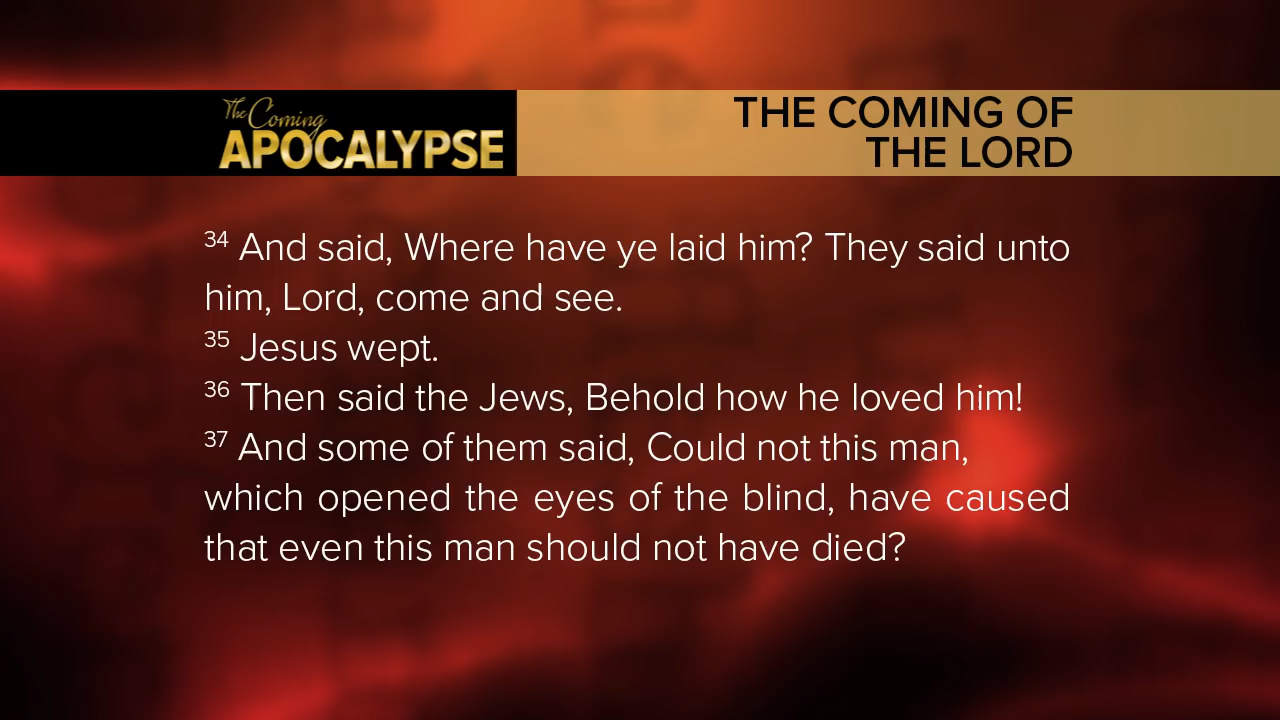 The Coming
APOCALYPSE
THE COMING OF
THE LORD
34 And said, Where have ye laid him? They said unto
him, Lord, come and see.
35 Jesus wept.
36 Then said the Jews, Behold how he loved him!
37 And some of them said, Could not this man,
which opened the eyes of the blind, have caused
that even this man should not have died?